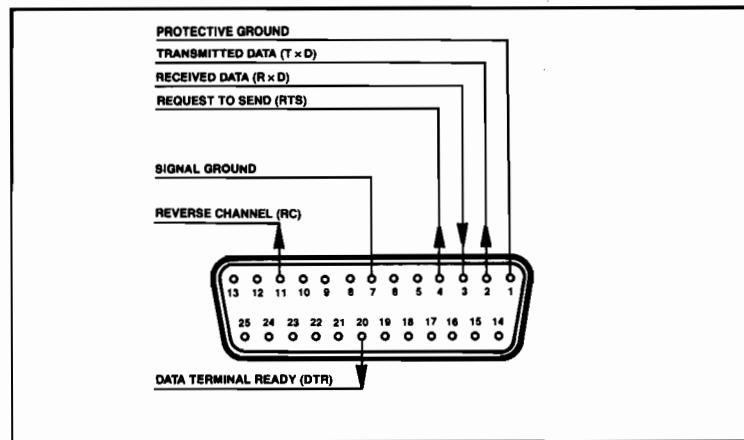 PROTECTIVE GROUND
TRANSMITTED DATA (T × D)
RECEIVED DATA (R × D)
REQUEST TO SEND (RTS)
SIGNAL GROUND
REVERSE CHANNEL (RC)
13 12 11 10 9 8 7 6 5 4 3 2 1
25 24 23 22 21 20 19 18 17 16 15 14
DATA TERMINAL READY (DTR)